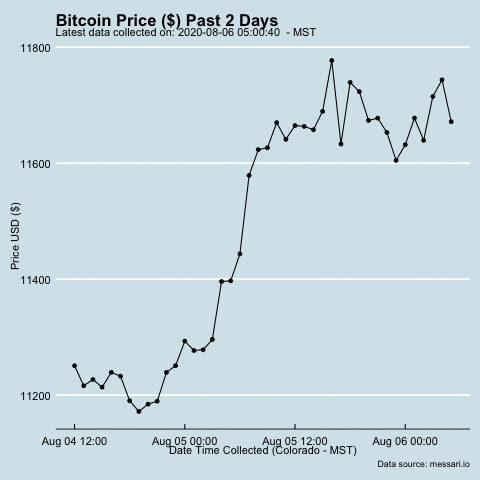 Bitcoin Price ($) Past 2 Days
Latest data collected on: 2020-08-06 05:00:40  - MST
11800
11600
11400
11200
Price USD ($)
Aug 04 12:00 Aug 05 00:00 Aug 05 12:00 Aug 06 00:00
Date Time Collected (Colorado - MST)
Data source: messari.io